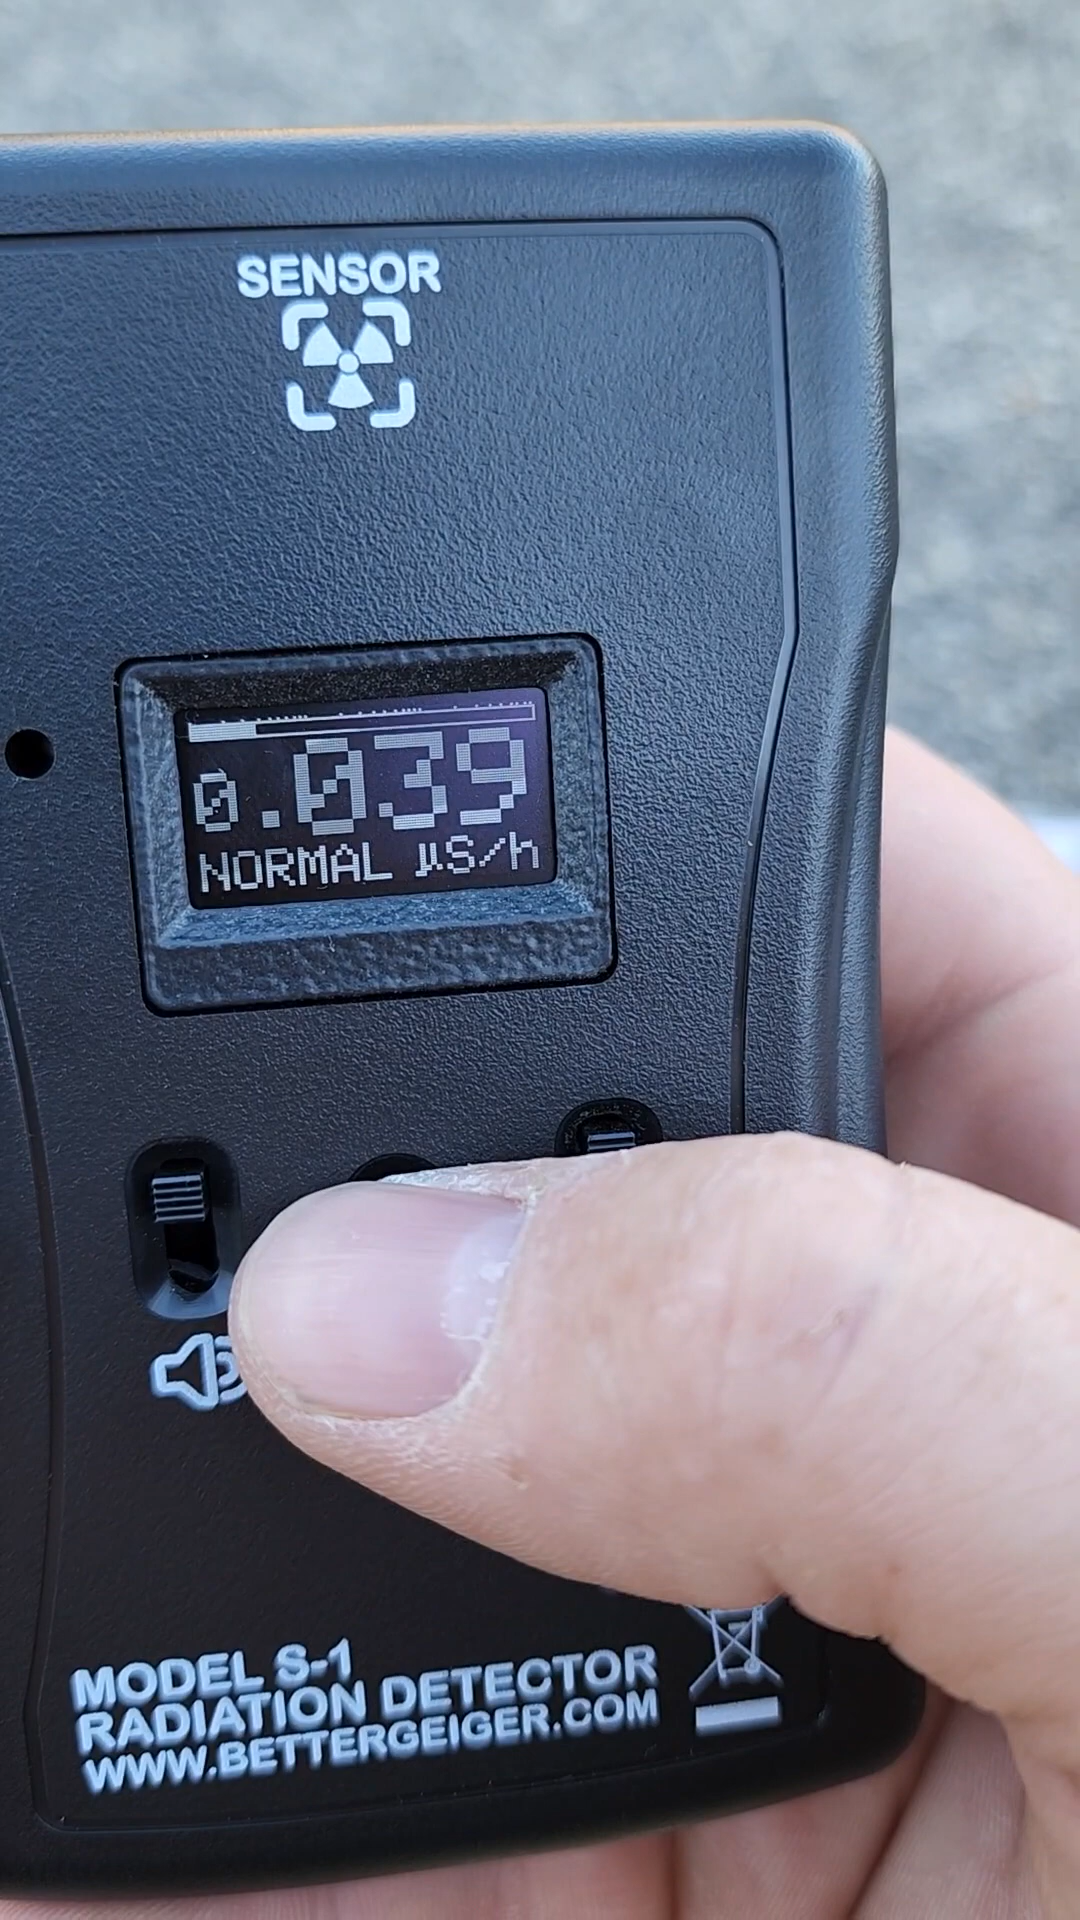 SENSOR
0.039
NORMAL µS/h
MODEL S-1
RADIATION DETECTOR
WWW.BETTERGEIGER.COM